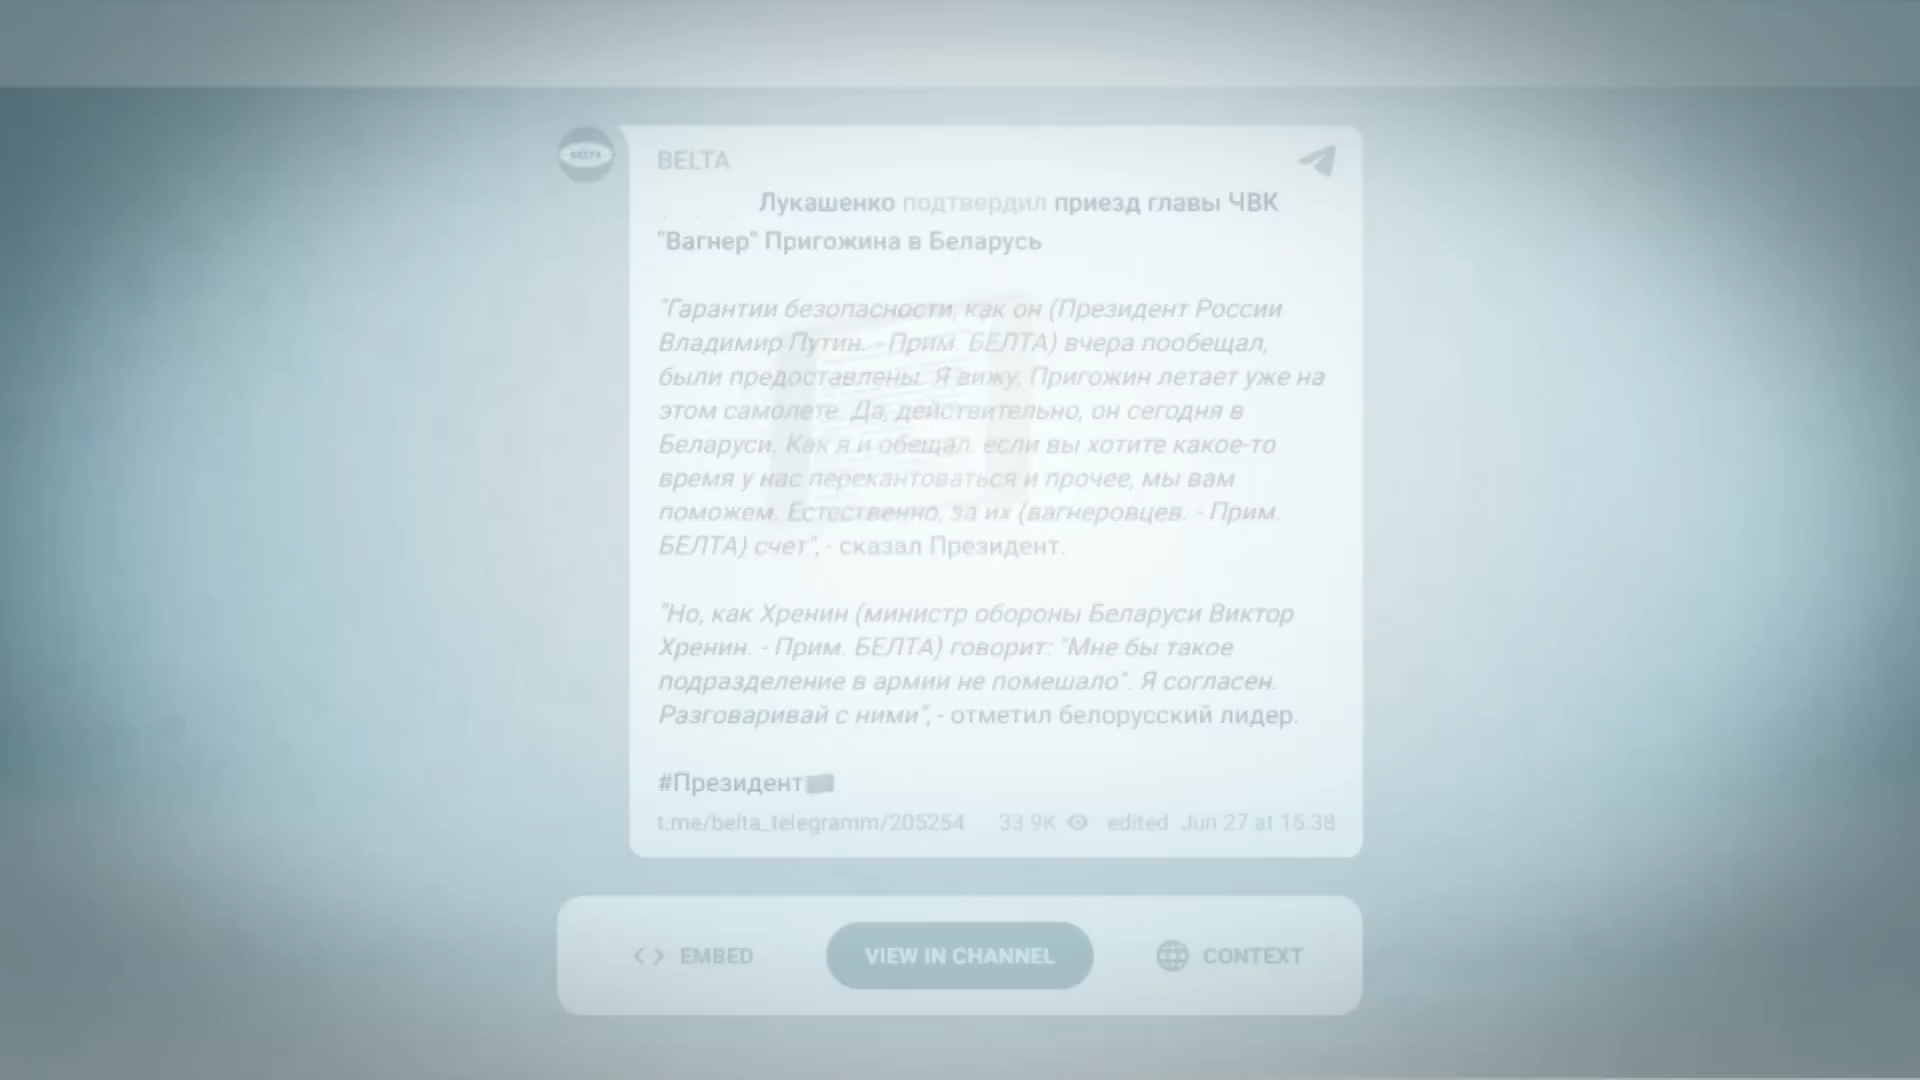 BELTA
BELTA
Лукашенко подтвердил приезд главы ЧВК
"Вагнер" Пригожина в Беларусь
"Гарантии безопасности, как он (Президент России
Владимир Путин. - Прим. БЕЛТА) вчера пообещал,
были предоставлены. Я вижу, Пригожин летает уже на
этом самолете. Да, действительно, он сегодня в
Беларуси. Как я и обещал, если вы хотите какое-то
время у нас перекантоваться и прочее, мы вам
поможем. Естественно, за их (вагнеровцев. - Прим.
БЕЛТА) счет", - сказал Президент.
"Но, как Хренин (министр обороны Беларуси Виктор
Хренин. - Прим. БЕЛТА) говорит: "Мне бы такое
подразделение в армии не помешало". Я согласен.
Разговаривай с ними", - отметил белорусский лидер.
#Президент
t.me/belta_telegramm/205254 33.9K edited Jun 27 at 15:38
EMBED VIEW IN CHANNEL CONTEXT